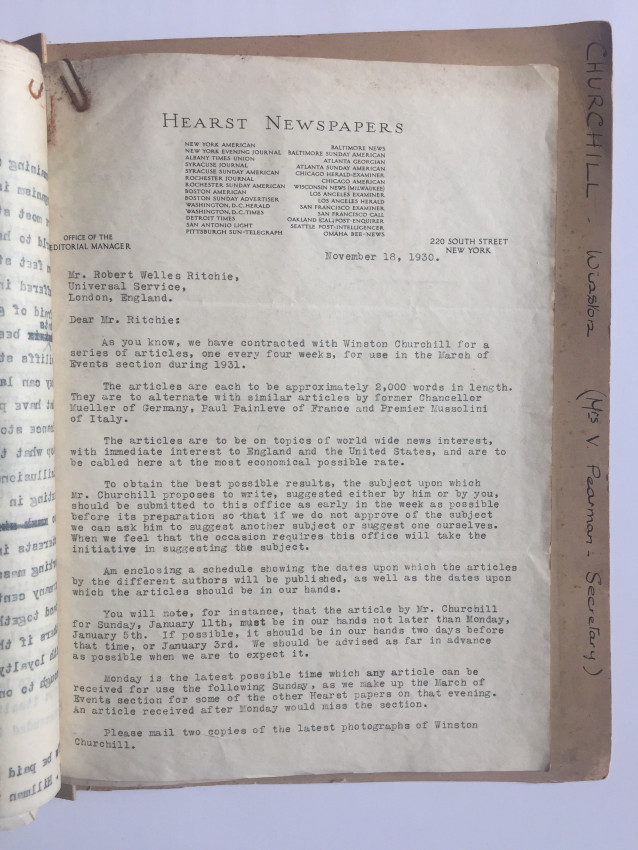 HEARST NEWSPAPERS
NEW YORK AMERICAN
NEW YORK EVENING JOURNAL
ALBANY TIMES-UNION
SYRACUSE JOURNAL
SYRACUSE SUNDAY AMERICAN
ROCHESTER JOURNAL
ROCHESTER SUNDAY AMERICAN
BOSTON AMERICAN
BOSTON SUNDAY ADVERTISER
WASHINGTON, D.C. HERALD
WASHINGTON, D.C. TIMES
DETROIT TIMES
SAN ANTONIO LIGHT
PITTSBURGH SUN-TELEGRAPH
BALTIMORE NEWS
BALTIMORE SUNDAY AMERICAN
ATLANTA GEORGIAN
ATLANTA SUNDAY AMERICAN
CHICAGO HERALD-EXAMINER
CHICAGO AMERICAN
WISCONSIN NEWS (MILWAUKEE)
LOS ANGELES EXAMINER
LOS ANGELES HERALD
SAN FRANCISCO EXAMINER
SAN FRANCISCO CALL
OAKLAND (CAL.) POST ENQUIRER
SEATTLE POST-INTELLIGENCER
OMAHA BEE-NEWS
OFFICE OF THE
EDITORIAL MANAGER
220 SOUTH STREET
NEW YORK
November 18, 1930.
Mr. Robert Welles Ritchie,
Universal Service,
London, England.
Dear Mr. Ritchie:
As you know, we have contracted with Winston Churchill for a
series of articles, one every four weeks, for use in the March of
Events section during 1931.
The articles are each to be approximately 2,000 words in length.
They are to alternate with similar articles by former Chancellor
Mueller of Germany, Paul Painleve of France and Premier Mussolini
of Italy.
The articles are to be on topics of world wide news interest,
with immediate interest to England and the United States, and are to
be cabled here at the most economical possible rate.
To obtain the best possible results, the subject upon which
Mr. Churchill proposes to write, suggested either by him or by you,
should be submitted to this office as early in the week as possible
before its preparation so that if we do not approve of the subject
we can ask him to suggest another subject or suggest one ourselves.
When we feel that the occasion requires this office will take the
initiative in suggesting the subject.
Am enclosing a schedule showing the dates upon which the articles
by the different authors will be published, as well as the dates upon
which the articles should be in our hands.
You will note, for instance, that the article by Mr. Churchill
for Sunday, January 11th, must be in our hands not later than Monday,
January 5th. If possible, it should be in our hands two days before
that time, or January 3rd. We should be advised as far in advance
as possible when we are to expect it.
Monday is the latest possible time which any article can be
received for use the following Sunday, as we make up the March of
Events section for some of the other Hearst papers on that evening.
An article received after Monday would miss the section.
Please mail two copies of the latest photographs of Winston
Churchill.
CHURCHILL - Winston (Mrs V. Pearman - Secretary)